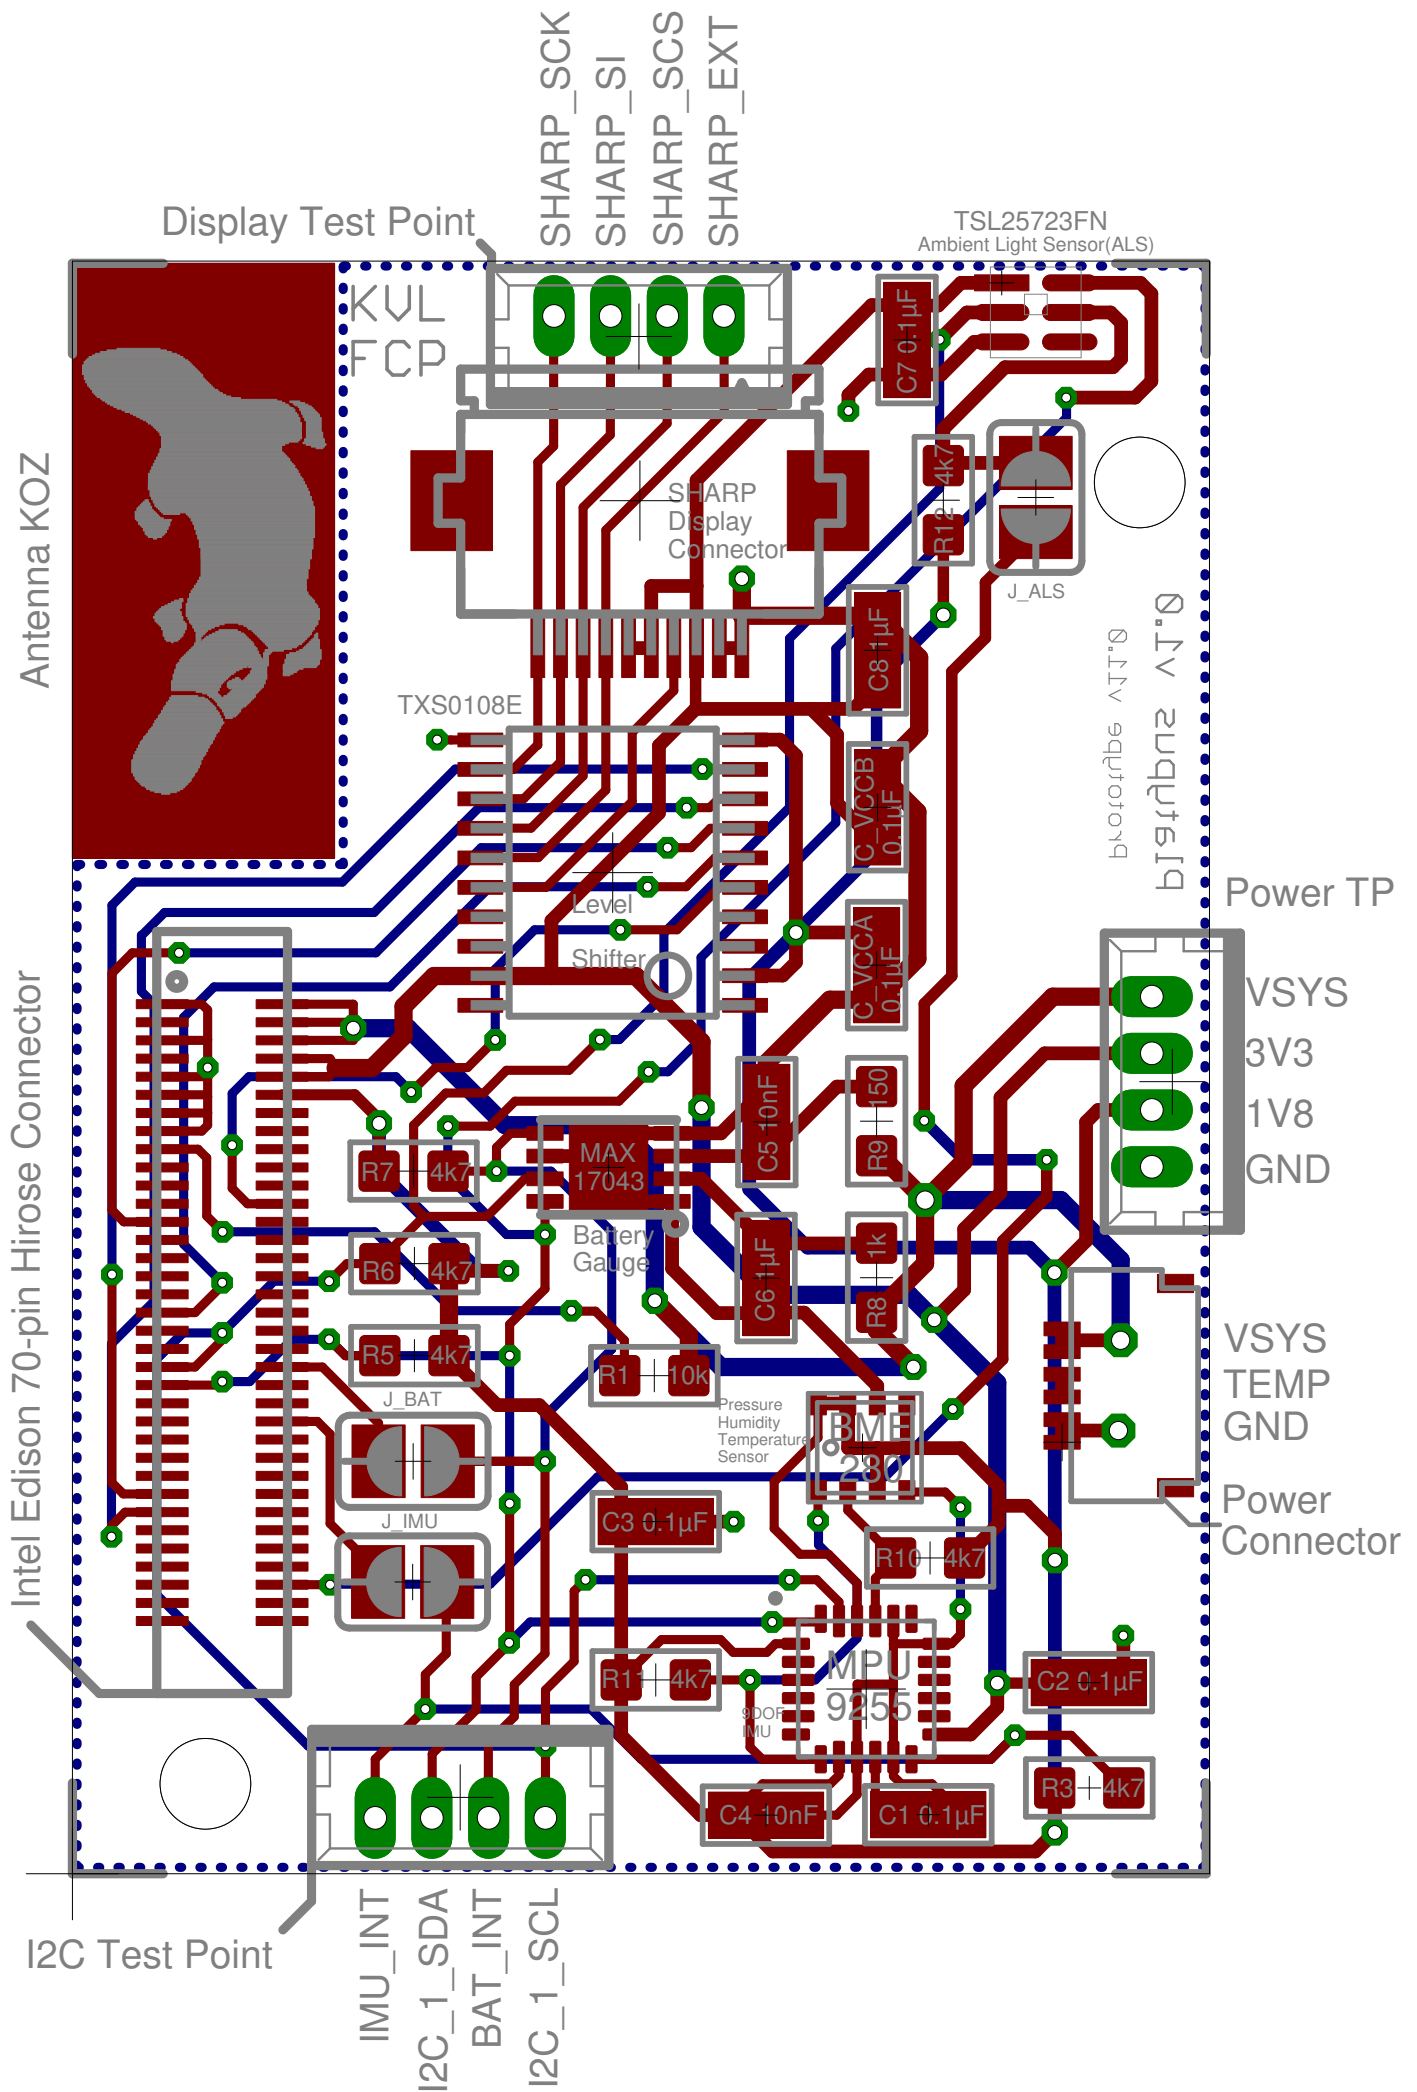 SHARP_SCK
SHARP_SI
SHARP_SCS
SHARP_EXT
Display Test Point
TSL25723FN
Ambient Light Sensor(ALS)
KVL
FCP
C7 0.1µF
Antenna KOZ
R12 4k7
SHARP
Display
Connector
J_ALS
C8 1µF
prototype v11.0
platypus v1.0
TXS0108E
C_VCCB
0.1µF
Level
Shifter
C_VCCA
0.1µF
Power TP
VSYS
3V3
1V8
GND
Intel Edison 70-pin Hirose Connector
C5 10nF
R9 150
MAX
17043
R7 4k7
Battery
Gauge
R6 4k7
C6 1µF
R8 1k
R5 4k7
R1 10k
VSYS
TEMP
GND
Power
Connector
J_BAT
Pressure
Humidity
Temperature
Sensor
BME
280
J_IMU
C3 0.1µF
R10 4k7
R11 4k7
MPU
9255
9DOF
IMU
C2 0.1µF
R3 4k7
C4 10nF
C1 0.1µF
I2C Test Point
IMU_INT
I2C_1_SDA
BAT_INT
I2C_1_SCL